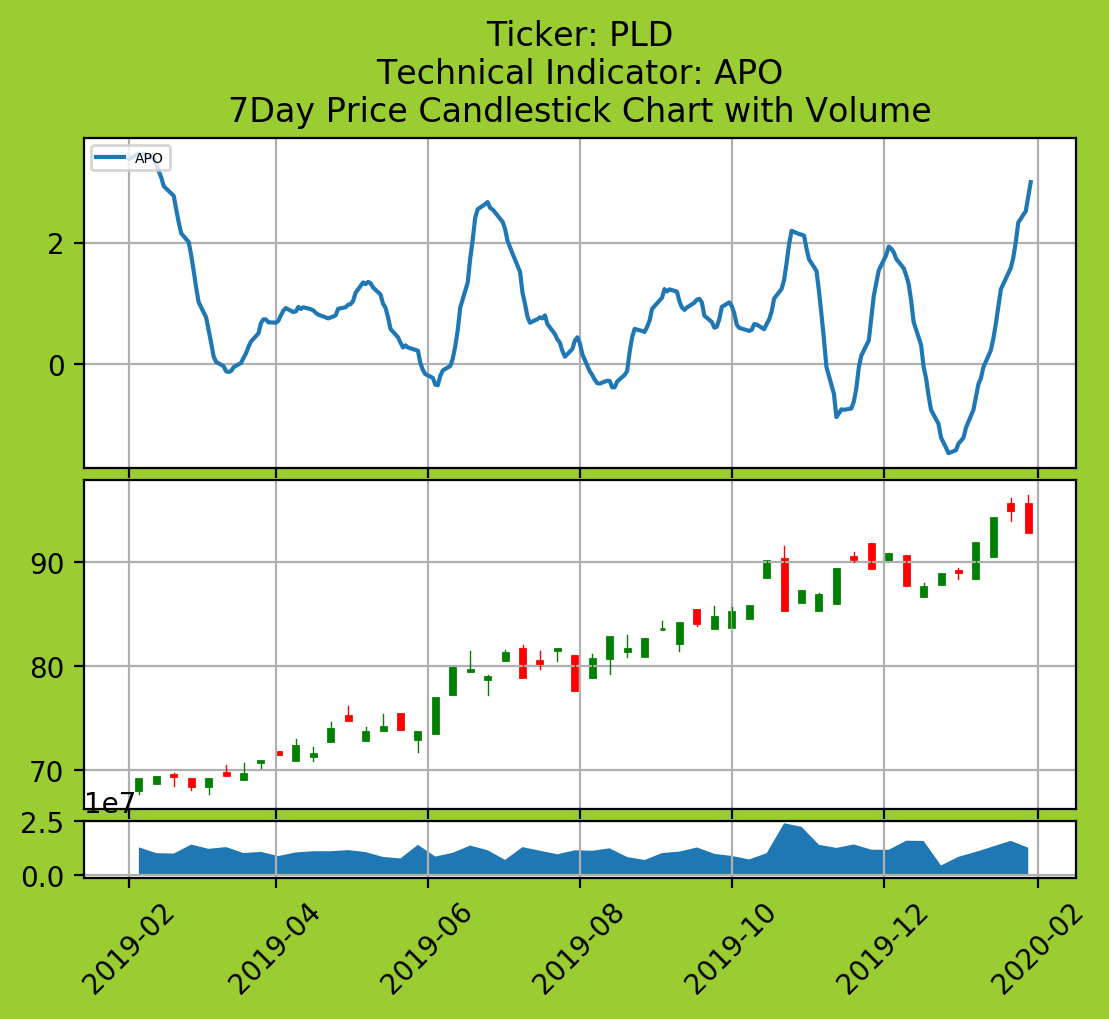 Ticker: PLD
Technical Indicator: APO
7Day Price Candlestick Chart with Volume
APO
2
0
90
80
70
1e7
2.5
0.0
2019-02
2019-04
2019-06
2019-08
2019-10
2019-12
2020-02